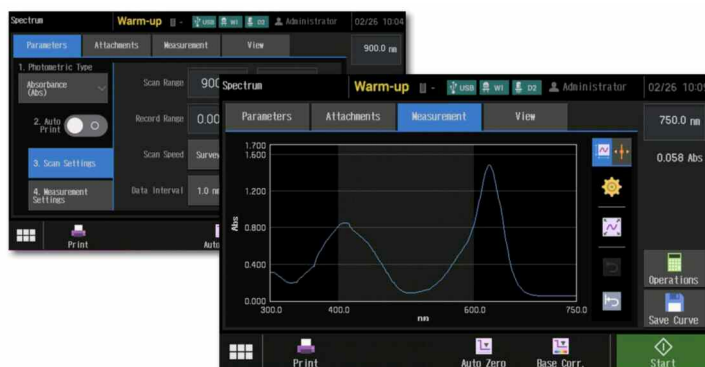 Spectrum Warm-up - USB WI D2 Administrator 02/26 10:04
Parameters Attachments Measurement View 900.0 nm
1. Photometric Type
Absorbance (Abs)
Scan Range 900
2. Auto Print
Record Range 0.00
3. Scan Settings
Scan Speed
4. Measurement Settings
Data Interval 1.0
Print
Auto
Spectrum Warm-up - USB WI D2 Administrator 02/26
Parameters Attachments Measurement View 750.0 nm
0.058 Abs
1.700
1.600
1.200
Abs
0.800
0.400
0.000
300.0 400.0 600.0 750.0
nm
Operations
Save Curve
Print Auto Zero Base Corr. Start